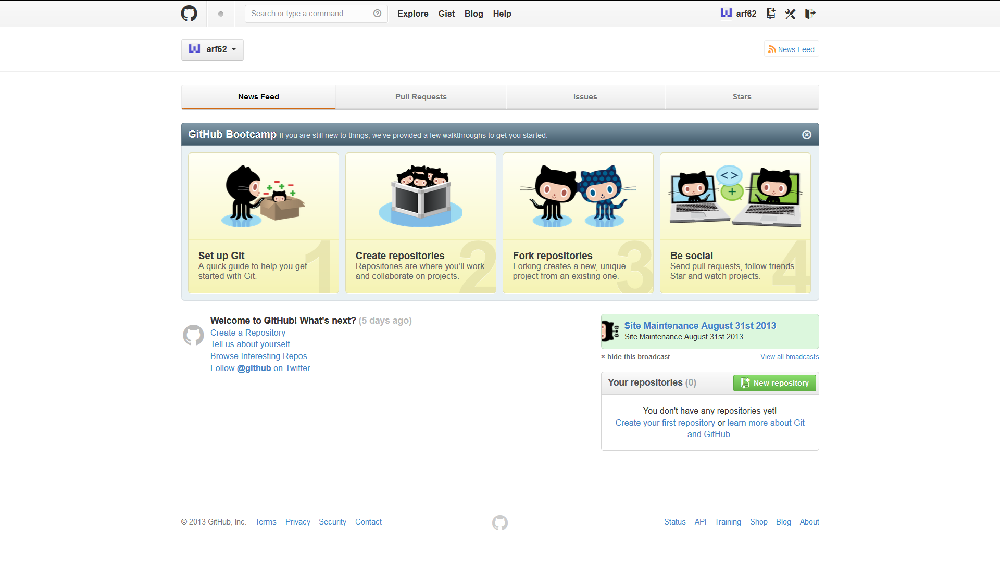 Search or type a command
Explore Gist Blog Help
arf62
arf62
News Feed
News Feed
Pull Requests
Issues
Stars
GitHub Bootcamp If you are still new to things, we've provided a few walkthroughs to get you started.
1
Set up Git
A quick guide to help you get
started with Git.
2
Create repositories
Repositories are where you'll work
and collaborate on projects.
3
Fork repositories
Forking creates a new, unique
project from an existing one.
4
Be social
Send pull requests, follow friends.
Star and watch projects.
Welcome to GitHub! What's next? (5 days ago)
Create a Repository
Tell us about yourself
Browse Interesting Repos
Follow @github on Twitter
Site Maintenance August 31st 2013
Site Maintenance August 31st 2013
× hide this broadcast
View all broadcasts
Your repositories (0)
New repository
You don't have any repositories yet!
Create your first repository or learn more about Git
and GitHub.
© 2013 GitHub, Inc. Terms Privacy Security Contact
Status API Training Shop Blog About